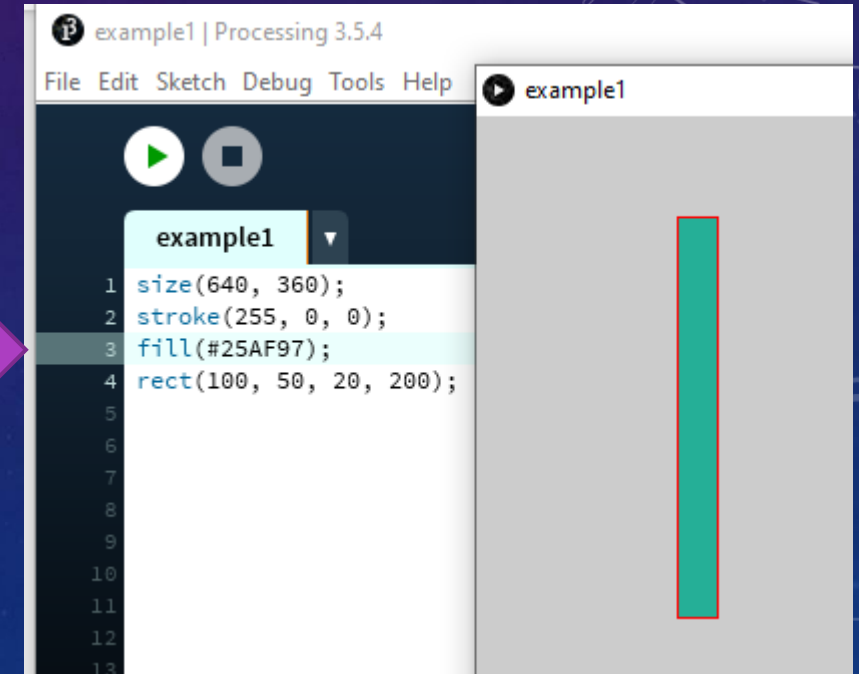 example1 | Processing 3.5.4
File Edit Sketch Debug Tools Help
example1
example1
1 size(640, 360);
2 stroke(255, 0, 0);
3 fill(#25AF97);
4 rect(100, 50, 20, 200);
5
6
7
8
9
10
11
12
13